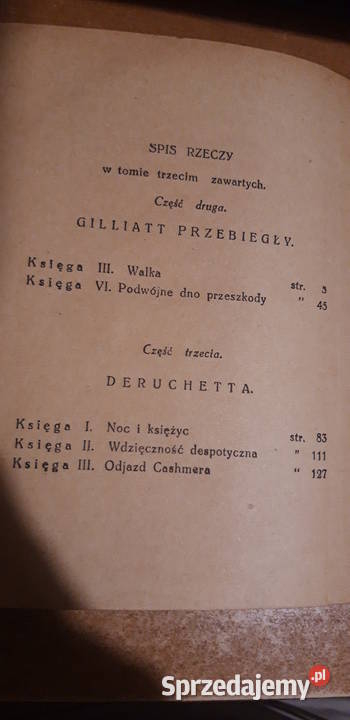 SPIS RZECZY
w tomie trzecim zawartych.
Część druga.
GILLIATT PRZEBIEGŁY.
Księga III. Walka str. 3
Księga VI. Podwójne dno przeszkody " 45
Część trzecia.
DERUCHETTA.
Księga I. Noc i księżyc str. 83
Księga II. Wdzięczność despotyczna " 111
Księga III. Odjazd Cashmera " 127
Sprzedajemy.pl